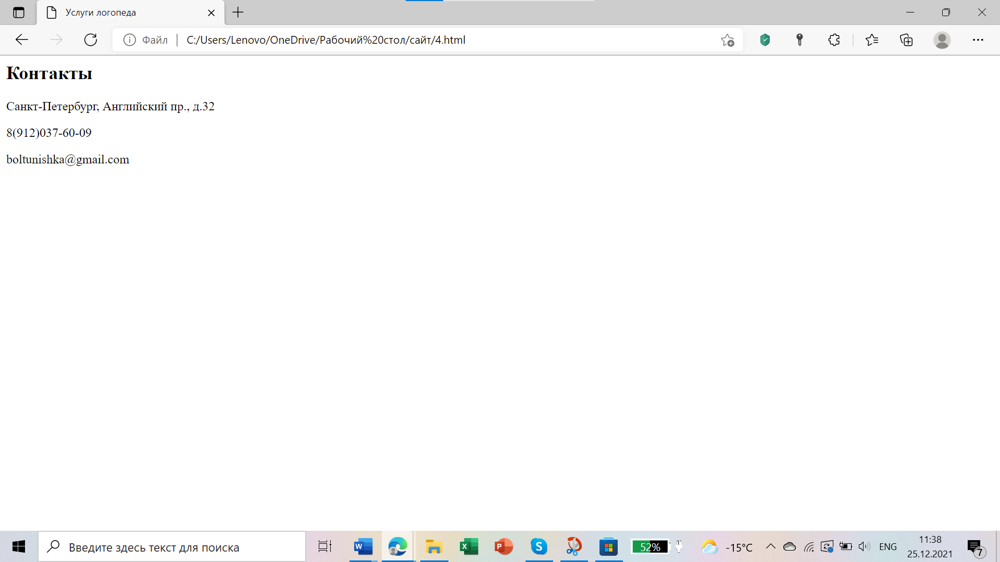 Услуги логопеда
Файл
C:/Users/Lenovo/OneDrive/Рабочий%20стол/сайт/4.html
Контакты
Санкт-Петербург, Английский пр., д.32
8(912)037-60-09
boltunishka@gmail.com
Введите здесь текст для поиска
52%
-15°C
ENG
11:38
25.12.2021
7